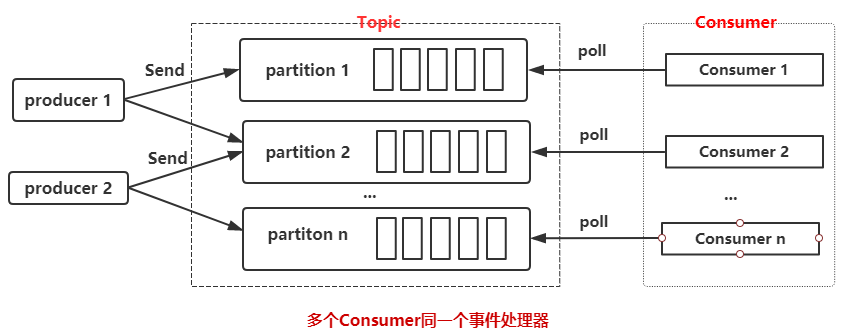 Topic
Consumer
partition 1
poll
Send
Consumer 1
producer 1
partition 2
poll
Send
Consumer 2
producer 2
...
...
partiton n
poll
Consumer n
多个Consumer同一个事件处理器